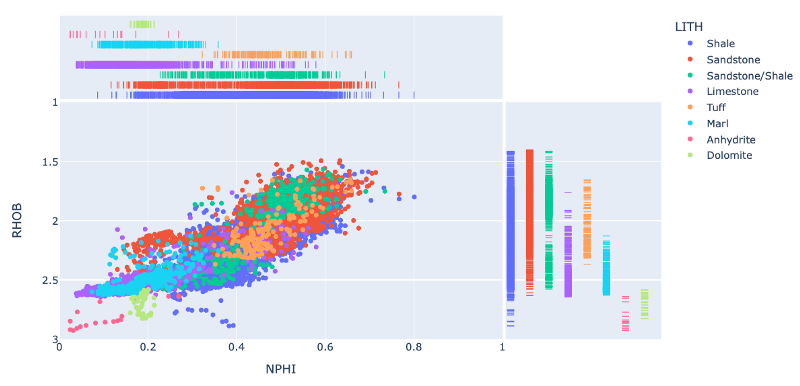 LITH
Shale
Sandstone
Sandstone/Shale
Limestone
Tuff
Marl
Anhydrite
Dolomite
1
1.5
2
2.5
3
RHOB
0
0.2
0.4
0.6
0.8
1
NPHI